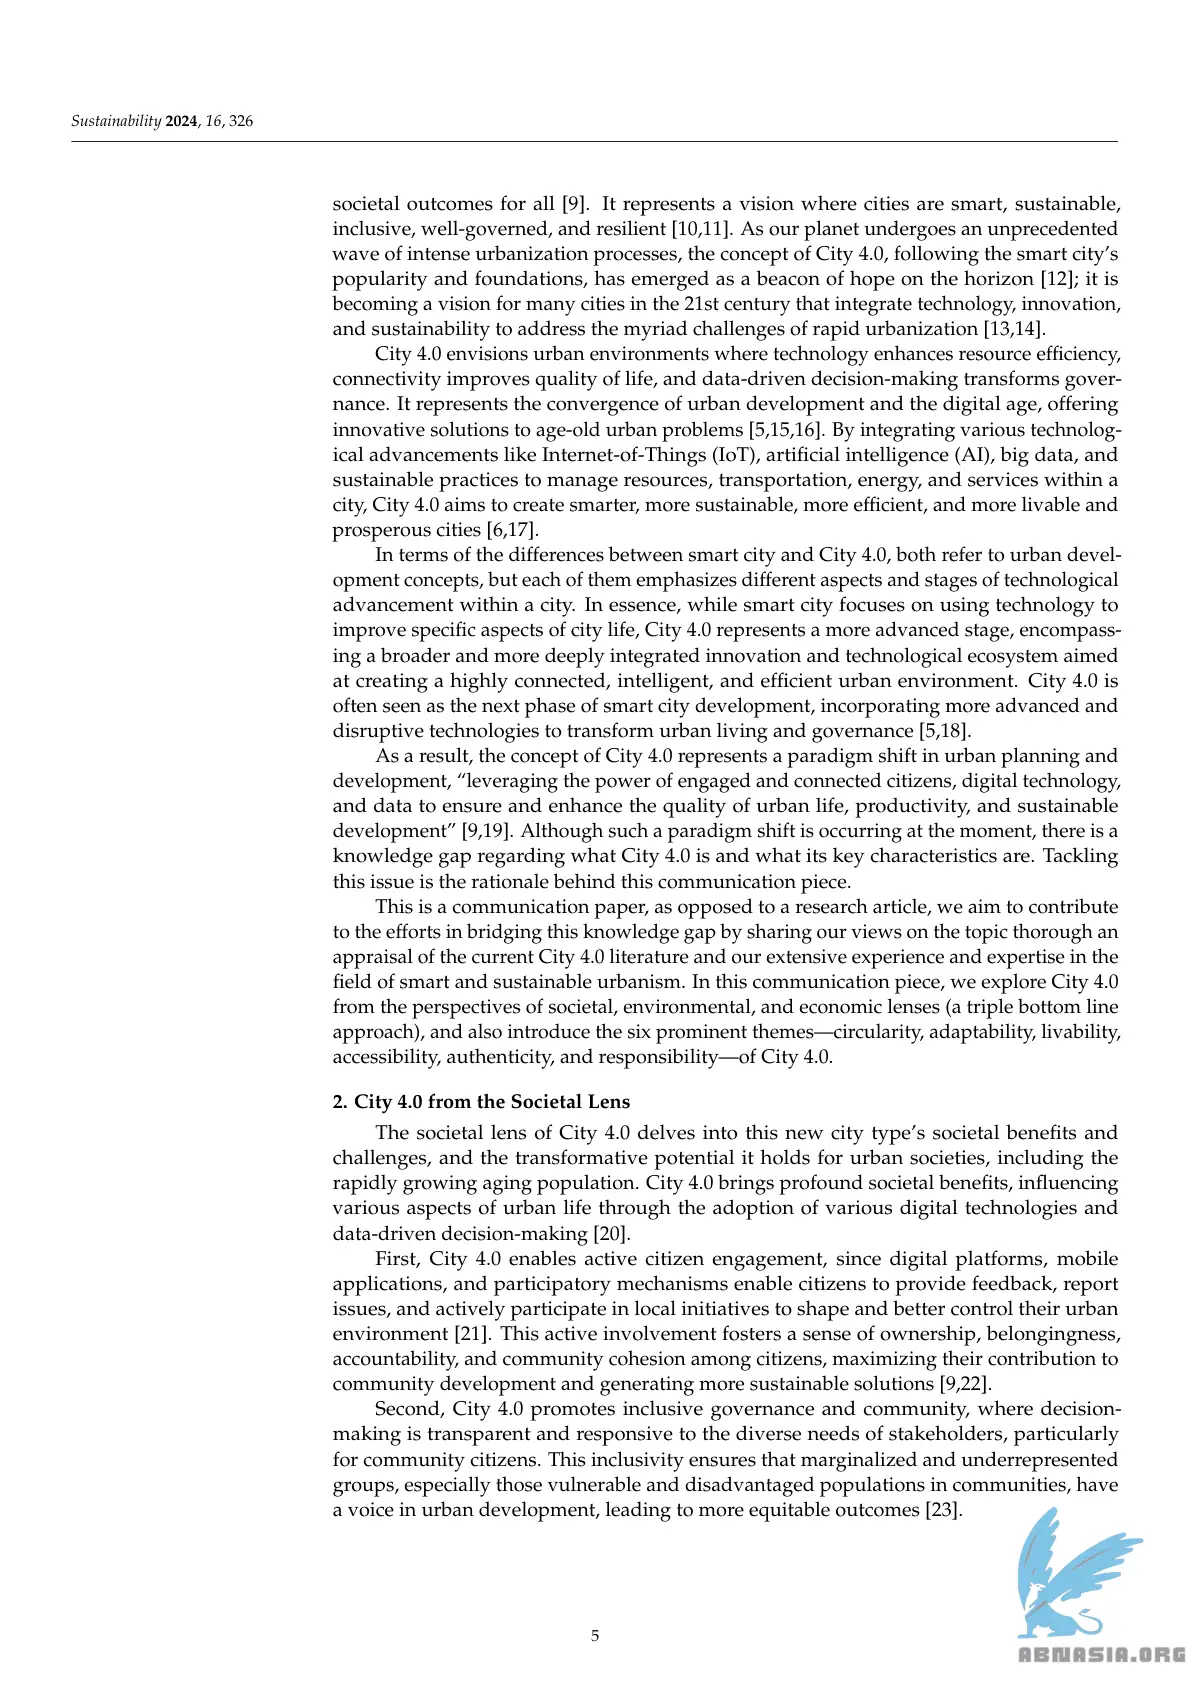 Sustainability 2024, 16, 326
societal outcomes for all [9]. It represents a vision where cities are smart, sustainable,
inclusive, well-governed, and resilient [10,11]. As our planet undergoes an unprecedented
wave of intense urbanization processes, the concept of City 4.0, following the smart city’s
popularity and foundations, has emerged as a beacon of hope on the horizon [12]; it is
becoming a vision for many cities in the 21st century that integrate technology, innovation,
and sustainability to address the myriad challenges of rapid urbanization [13,14].
City 4.0 envisions urban environments where technology enhances resource efficiency,
connectivity improves quality of life, and data-driven decision-making transforms gover-
nance. It represents the convergence of urban development and the digital age, offering
innovative solutions to age-old urban problems [5,15,16]. By integrating various technolog-
ical advancements like Internet-of-Things (IoT), artificial intelligence (AI), big data, and
sustainable practices to manage resources, transportation, energy, and services within a
city, City 4.0 aims to create smarter, more sustainable, more efficient, and more livable and
prosperous cities [6,17].
In terms of the differences between smart city and City 4.0, both refer to urban devel-
opment concepts, but each of them emphasizes different aspects and stages of technological
advancement within a city. In essence, while smart city focuses on using technology to
improve specific aspects of city life, City 4.0 represents a more advanced stage, encompass-
ing a broader and more deeply integrated innovation and technological ecosystem aimed
at creating a highly connected, intelligent, and efficient urban environment. City 4.0 is
often seen as the next phase of smart city development, incorporating more advanced and
disruptive technologies to transform urban living and governance [5,18].
As a result, the concept of City 4.0 represents a paradigm shift in urban planning and
development, “leveraging the power of engaged and connected citizens, digital technology,
and data to ensure and enhance the quality of urban life, productivity, and sustainable
development” [9,19]. Although such a paradigm shift is occurring at the moment, there is a
knowledge gap regarding what City 4.0 is and what its key characteristics are. Tackling
this issue is the rationale behind this communication piece.
This is a communication paper, as opposed to a research article, we aim to contribute
to the efforts in bridging this knowledge gap by sharing our views on the topic thorough an
appraisal of the current City 4.0 literature and our extensive experience and expertise in the
field of smart and sustainable urbanism. In this communication piece, we explore City 4.0
from the perspectives of societal, environmental, and economic lenses (a triple bottom line
approach), and also introduce the six prominent themes—circularity, adaptability, livability,
accessibility, authenticity, and responsibility—of City 4.0.
2. City 4.0 from the Societal Lens
The societal lens of City 4.0 delves into this new city type’s societal benefits and
challenges, and the transformative potential it holds for urban societies, including the
rapidly growing aging population. City 4.0 brings profound societal benefits, influencing
various aspects of urban life through the adoption of various digital technologies and
data-driven decision-making [20].
First, City 4.0 enables active citizen engagement, since digital platforms, mobile
applications, and participatory mechanisms enable citizens to provide feedback, report
issues, and actively participate in local initiatives to shape and better control their urban
environment [21]. This active involvement fosters a sense of ownership, belongingness,
accountability, and community cohesion among citizens, maximizing their contribution to
community development and generating more sustainable solutions [9,22].
Second, City 4.0 promotes inclusive governance and community, where decision-
making is transparent and responsive to the diverse needs of stakeholders, particularly
for community citizens. This inclusivity ensures that marginalized and underrepresented
groups, especially those vulnerable and disadvantaged populations in communities, have
a voice in urban development, leading to more equitable outcomes [23].
5
ABNASIA.ORG